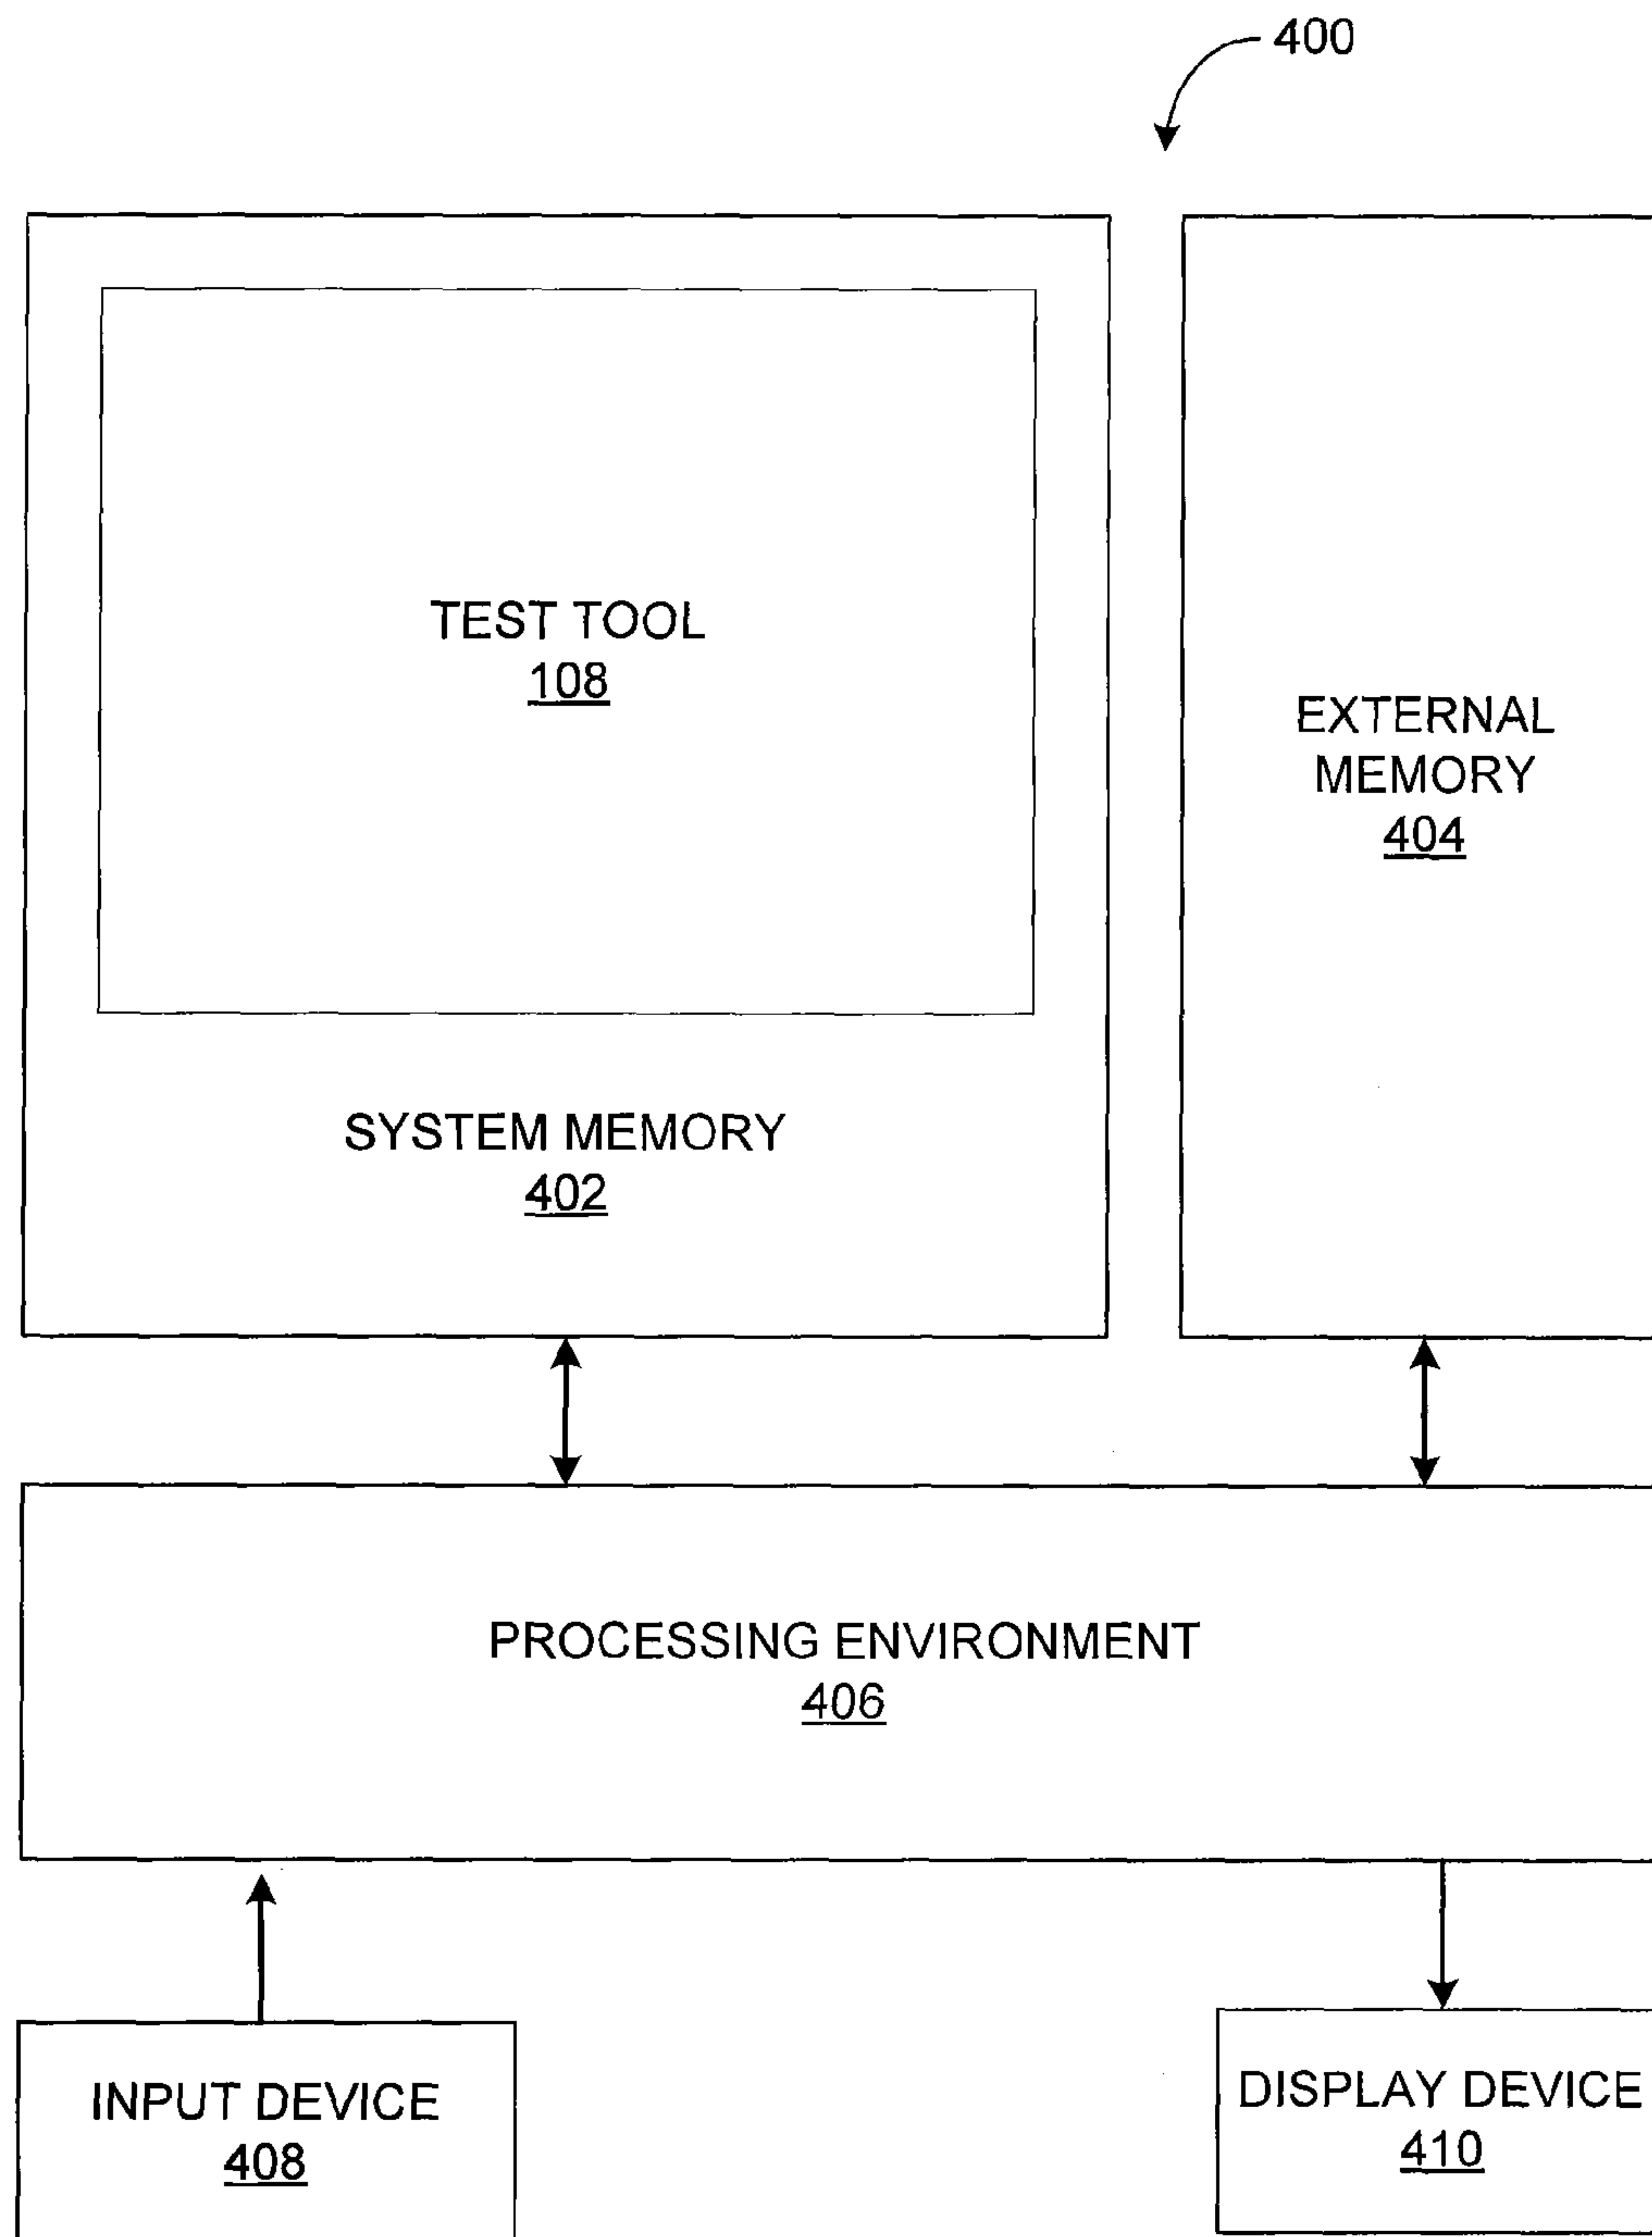 400
TEST TOOL
108
EXTERNAL
MEMORY
404
SYSTEM MEMORY
402
PROCESSING ENVIRONMENT
406
INPUT DEVICE
408
DISPLAY DEVICE
410